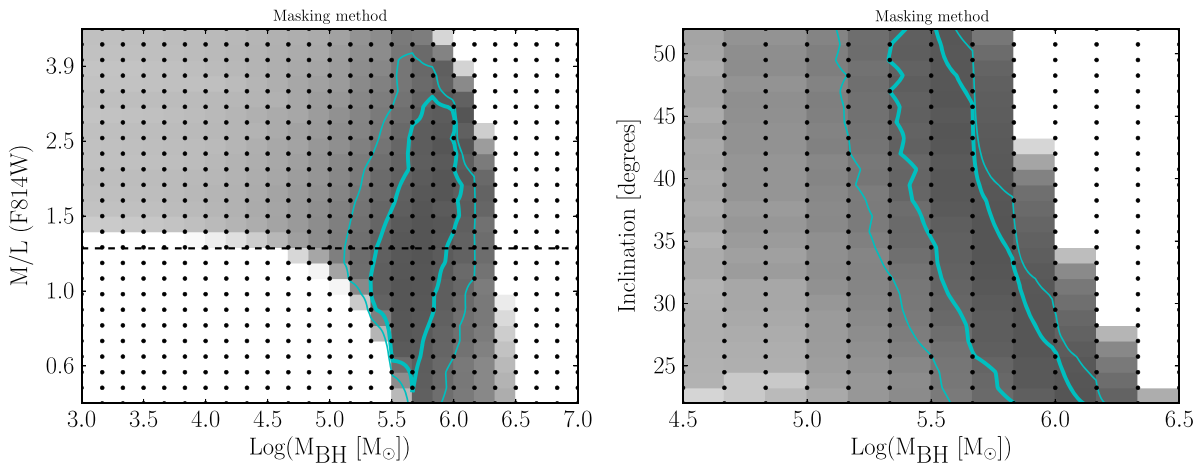 Masking method
M/L (F814W)
3.9
2.5
1.5
1.0
0.6
3.0 3.5 4.0 4.5 5.0 5.5 6.0 6.5 7.0
Log(M_BH [M_⊙])
Masking method
Inclination [degrees]
50
45
40
35
30
25
4.5 5.0 5.5 6.0 6.5
Log(M_BH [M_⊙])